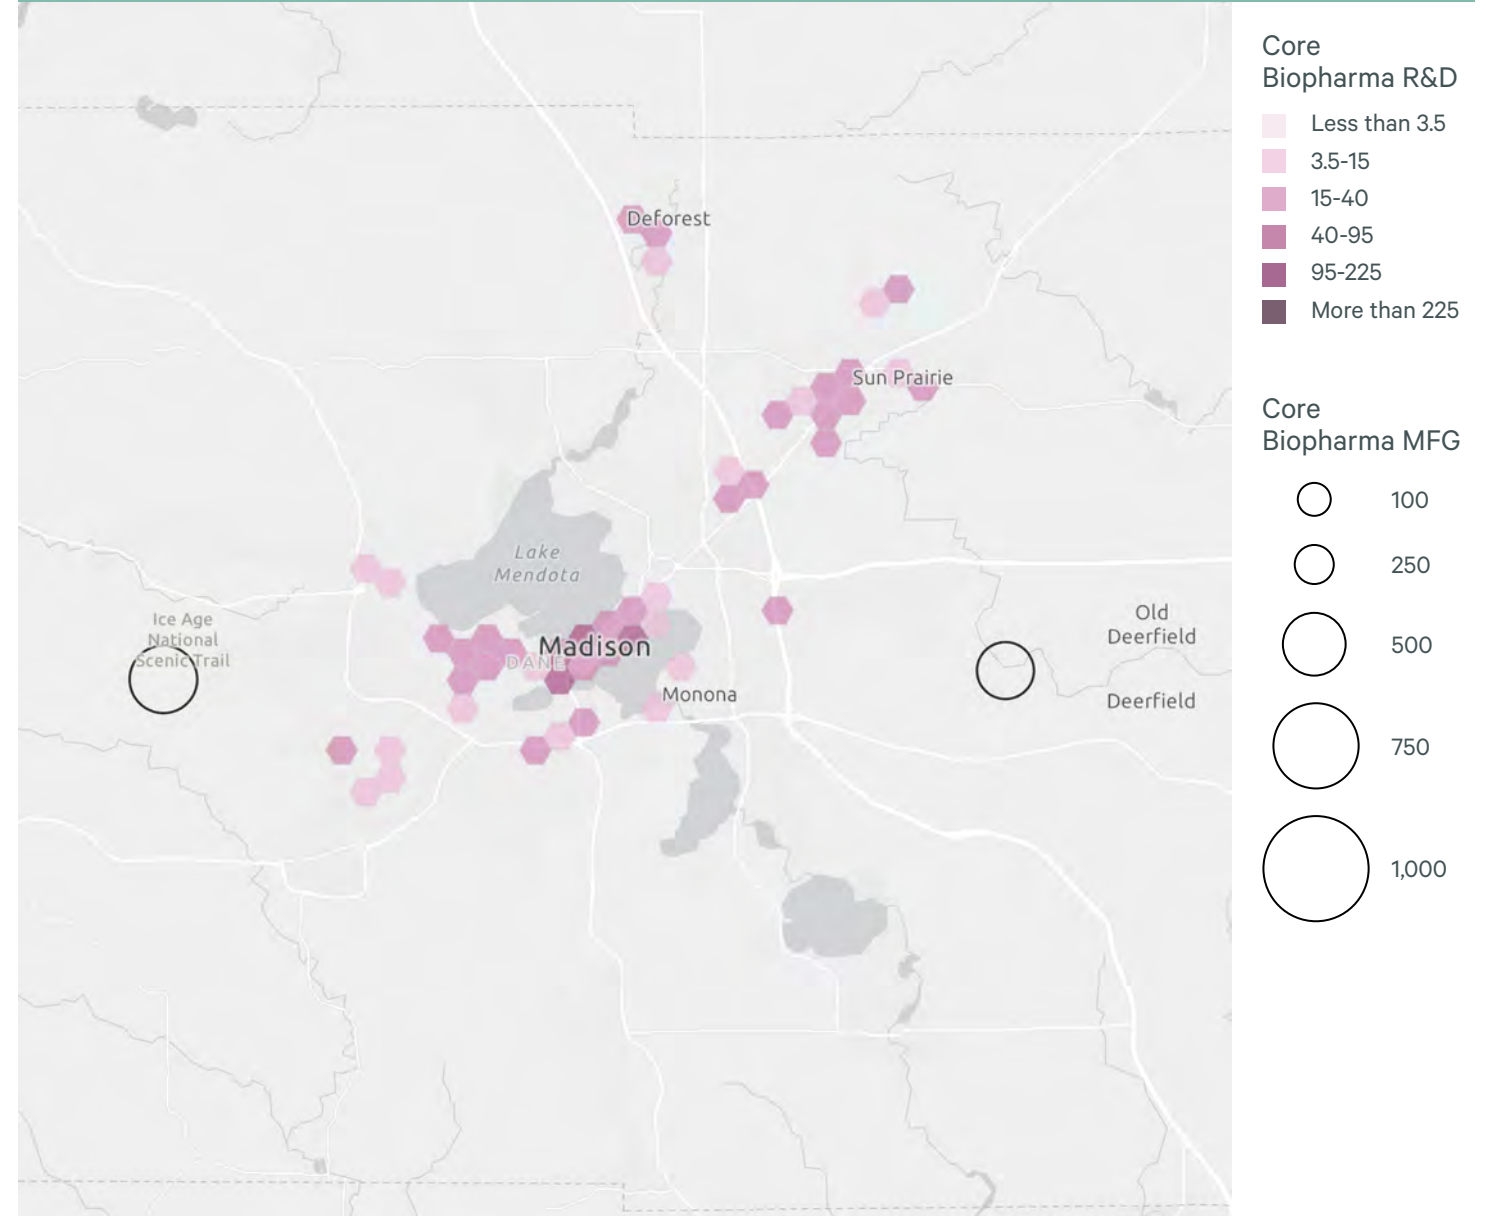 Deforest
Sun Prairie
Lake
Mendota
Ice Age
National
Scenic Trail
Madison
DANE
Monona
Old
Deerfield
Deerfield
Core
Biopharma R&D
Less than 3.5
3.5-15
15-40
40-95
95-225
More than 225
Core
Biopharma MFG
100
250
500
750
1,000